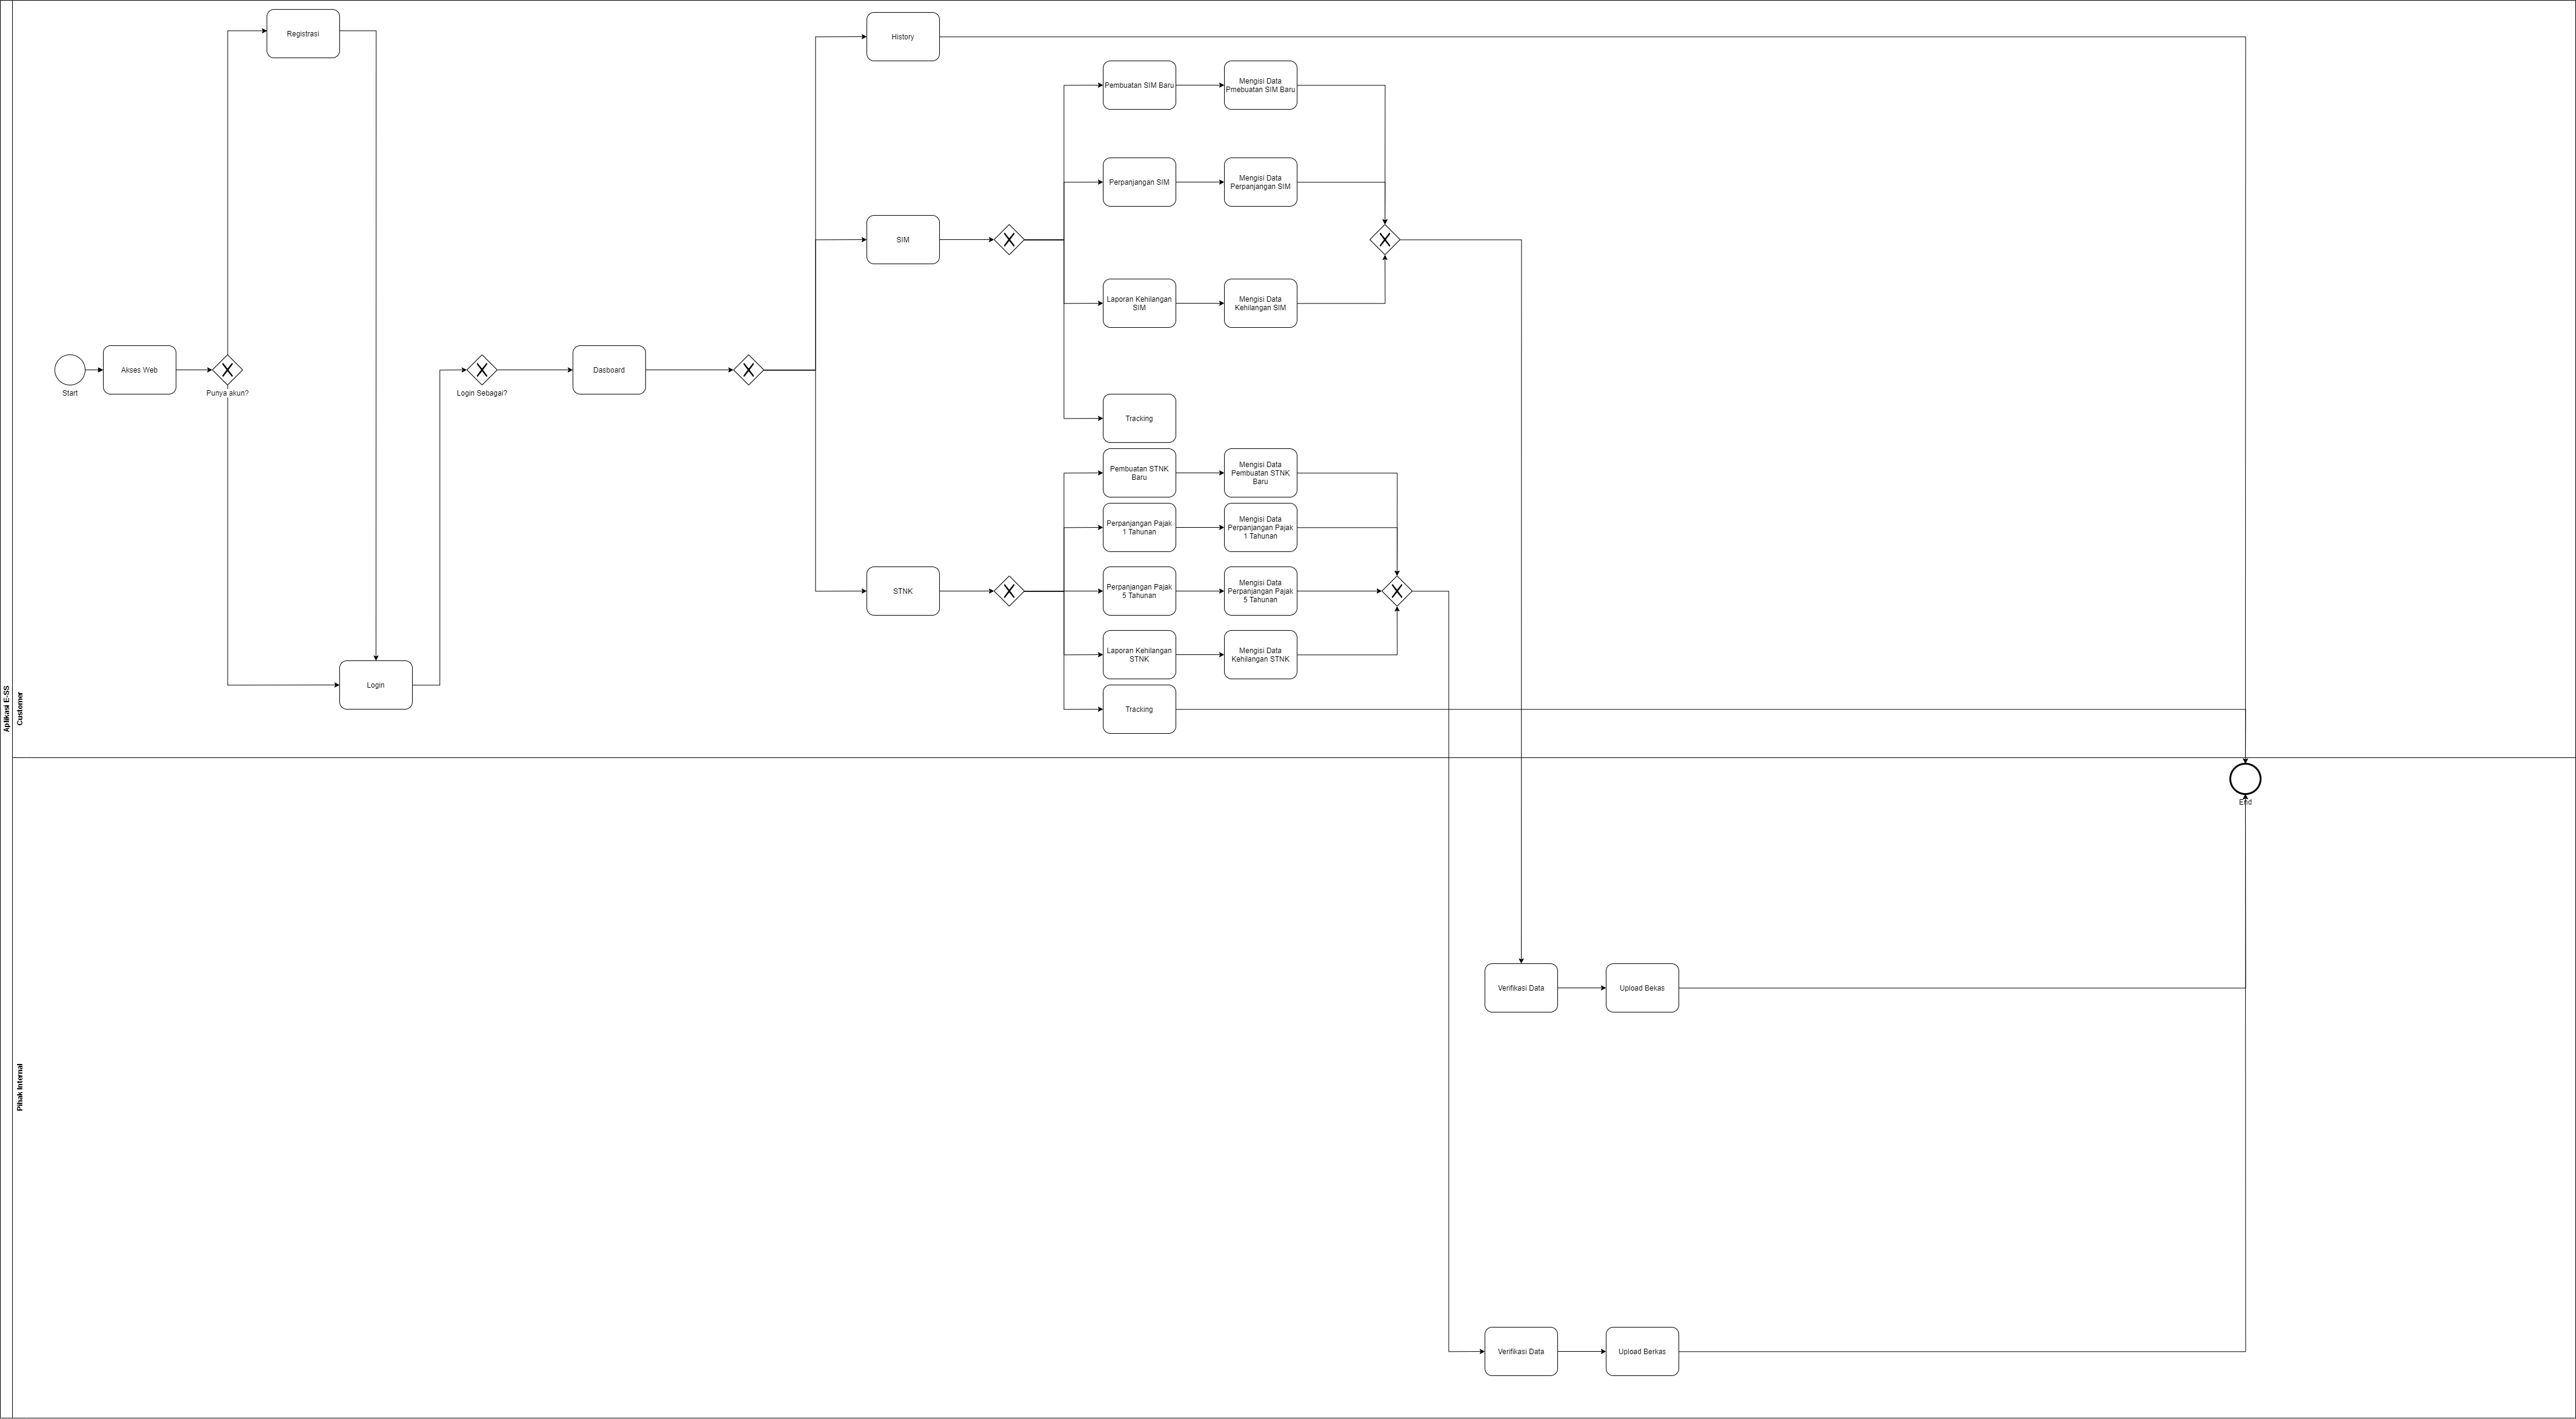 Aplikasi E-SS
Customer
Start
Akses Web
Punya akun?
Registrasi
Login
Login Sebagai?
Dasboard
History
SIM
Pembuatan SIM Baru
Mengisi Data
Pmebuatan SIM Baru
Perpanjangan SIM
Mengisi Data
Perpanjangan SIM
Laporan Kehilangan
SIM
Mengisi Data
Kehilangan SIM
Tracking
STNK
Pembuatan STNK
Baru
Mengisi Data
Pembuatan STNK
Baru
Perpanjangan Pajak
1 Tahunan
Mengisi Data
Perpanjangan Pajak
1 Tahunan
Perpanjangan Pajak
5 Tahunan
Mengisi Data
Perpanjangan Pajak
5 Tahunan
Laporan Kehilangan
STNK
Mengisi Data
Kehilangan STNK
Tracking
Pihak Internal
End
Verifikasi Data
Upload Bekas
Verifikasi Data
Upload Berkas